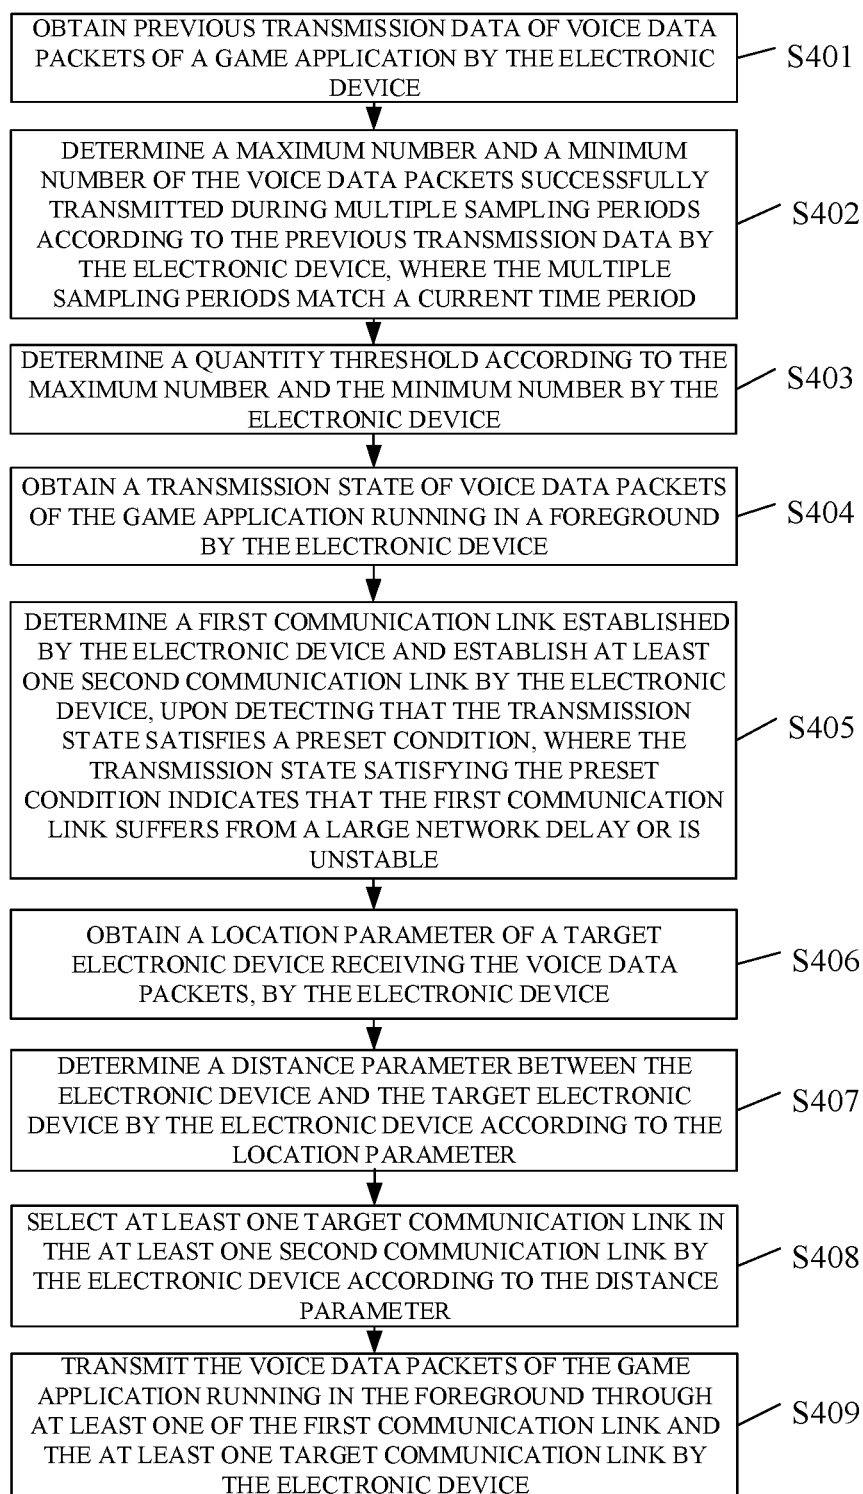 OBTAIN PREVIOUS TRANSMISSION DATA OF VOICE DATA
PACKETS OF A GAME APPLICATION BY THE ELECTRONIC
DEVICE
S401
DETERMINE A MAXIMUM NUMBER AND A MINIMUM
NUMBER OF THE VOICE DATA PACKETS SUCCESSFULLY
TRANSMITTED DURING MULTIPLE SAMPLING PERIODS
ACCORDING TO THE PREVIOUS TRANSMISSION DATA BY
THE ELECTRONIC DEVICE, WHERE THE MULTIPLE
SAMPLING PERIODS MATCH A CURRENT TIME PERIOD
S402
DETERMINE A QUANTITY THRESHOLD ACCORDING TO THE
MAXIMUM NUMBER AND THE MINIMUM NUMBER BY THE
ELECTRONIC DEVICE
S403
OBTAIN A TRANSMISSION STATE OF VOICE DATA PACKETS
OF THE GAME APPLICATION RUNNING IN A FOREGROUND
BY THE ELECTRONIC DEVICE
S404
DETERMINE A FIRST COMMUNICATION LINK ESTABLISHED
BY THE ELECTRONIC DEVICE AND ESTABLISH AT LEAST
ONE SECOND COMMUNICATION LINK BY THE ELECTRONIC
DEVICE, UPON DETECTING THAT THE TRANSMISSION
STATE SATISFIES A PRESET CONDITION, WHERE THE
TRANSMISSION STATE SATISFYING THE PRESET
CONDITION INDICATES THAT THE FIRST COMMUNICATION
LINK SUFFERS FROM A LARGE NETWORK DELAY OR IS
UNSTABLE
S405
OBTAIN A LOCATION PARAMETER OF A TARGET
ELECTRONIC DEVICE RECEIVING THE VOICE DATA
PACKETS, BY THE ELECTRONIC DEVICE
S406
DETERMINE A DISTANCE PARAMETER BETWEEN THE
ELECTRONIC DEVICE AND THE TARGET ELECTRONIC
DEVICE BY THE ELECTRONIC DEVICE ACCORDING TO THE
LOCATION PARAMETER
S407
SELECT AT LEAST ONE TARGET COMMUNICATION LINK IN
THE AT LEAST ONE SECOND COMMUNICATION LINK BY
THE ELECTRONIC DEVICE ACCORDING TO THE DISTANCE
PARAMETER
S408
TRANSMIT THE VOICE DATA PACKETS OF THE GAME
APPLICATION RUNNING IN THE FOREGROUND THROUGH
AT LEAST ONE OF THE FIRST COMMUNICATION LINK AND
THE AT LEAST ONE TARGET COMMUNICATION LINK BY
THE ELECTRONIC DEVICE
S409